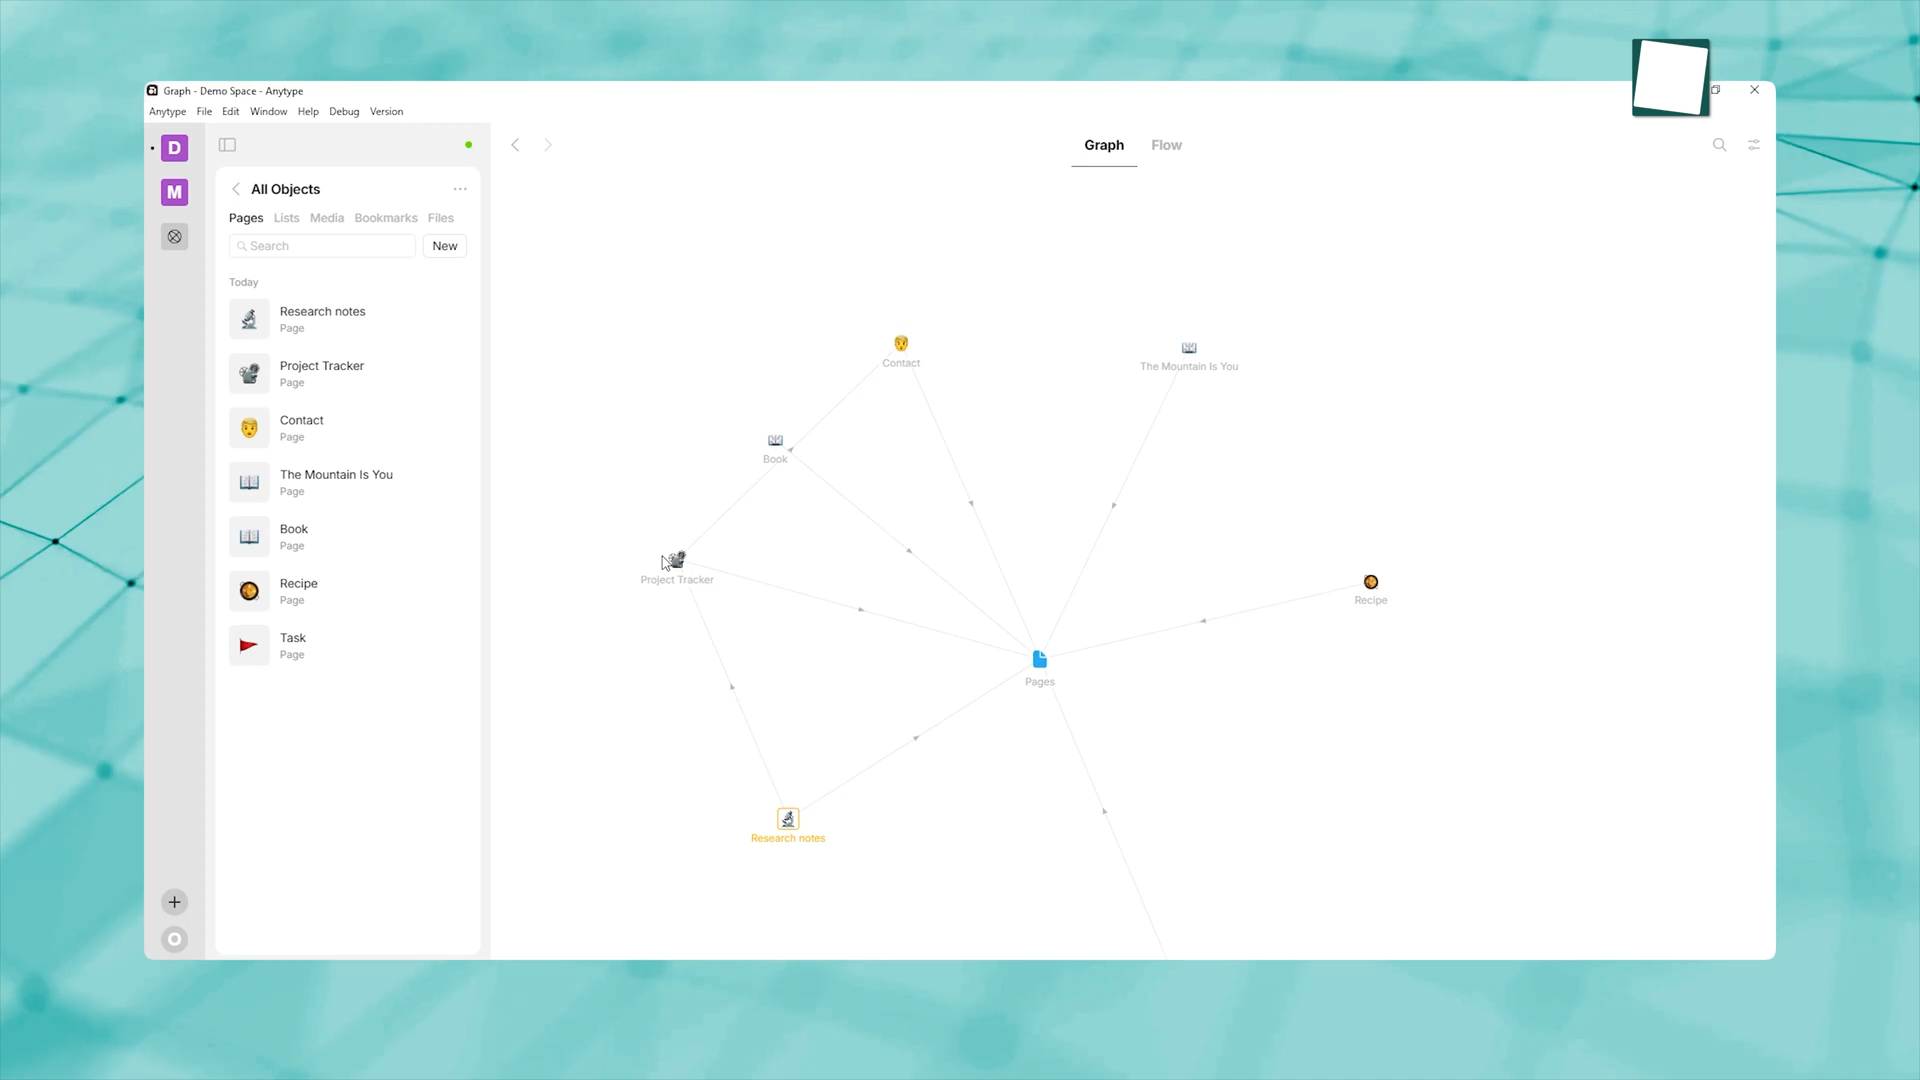 Graph - Demo Space - Anytype
Anytype File Edit Window Help Debug Version
D
M
O
All Objects
Pages Lists Media Bookmarks Files
Search
New
Today
Research notes
Page
Project Tracker
Page
Contact
Page
The Mountain Is You
Page
Book
Page
Recipe
Page
Task
Page
Graph Flow
Contact
The Mountain Is You
Book
Project Tracker
Recipe
Pages
Research notes